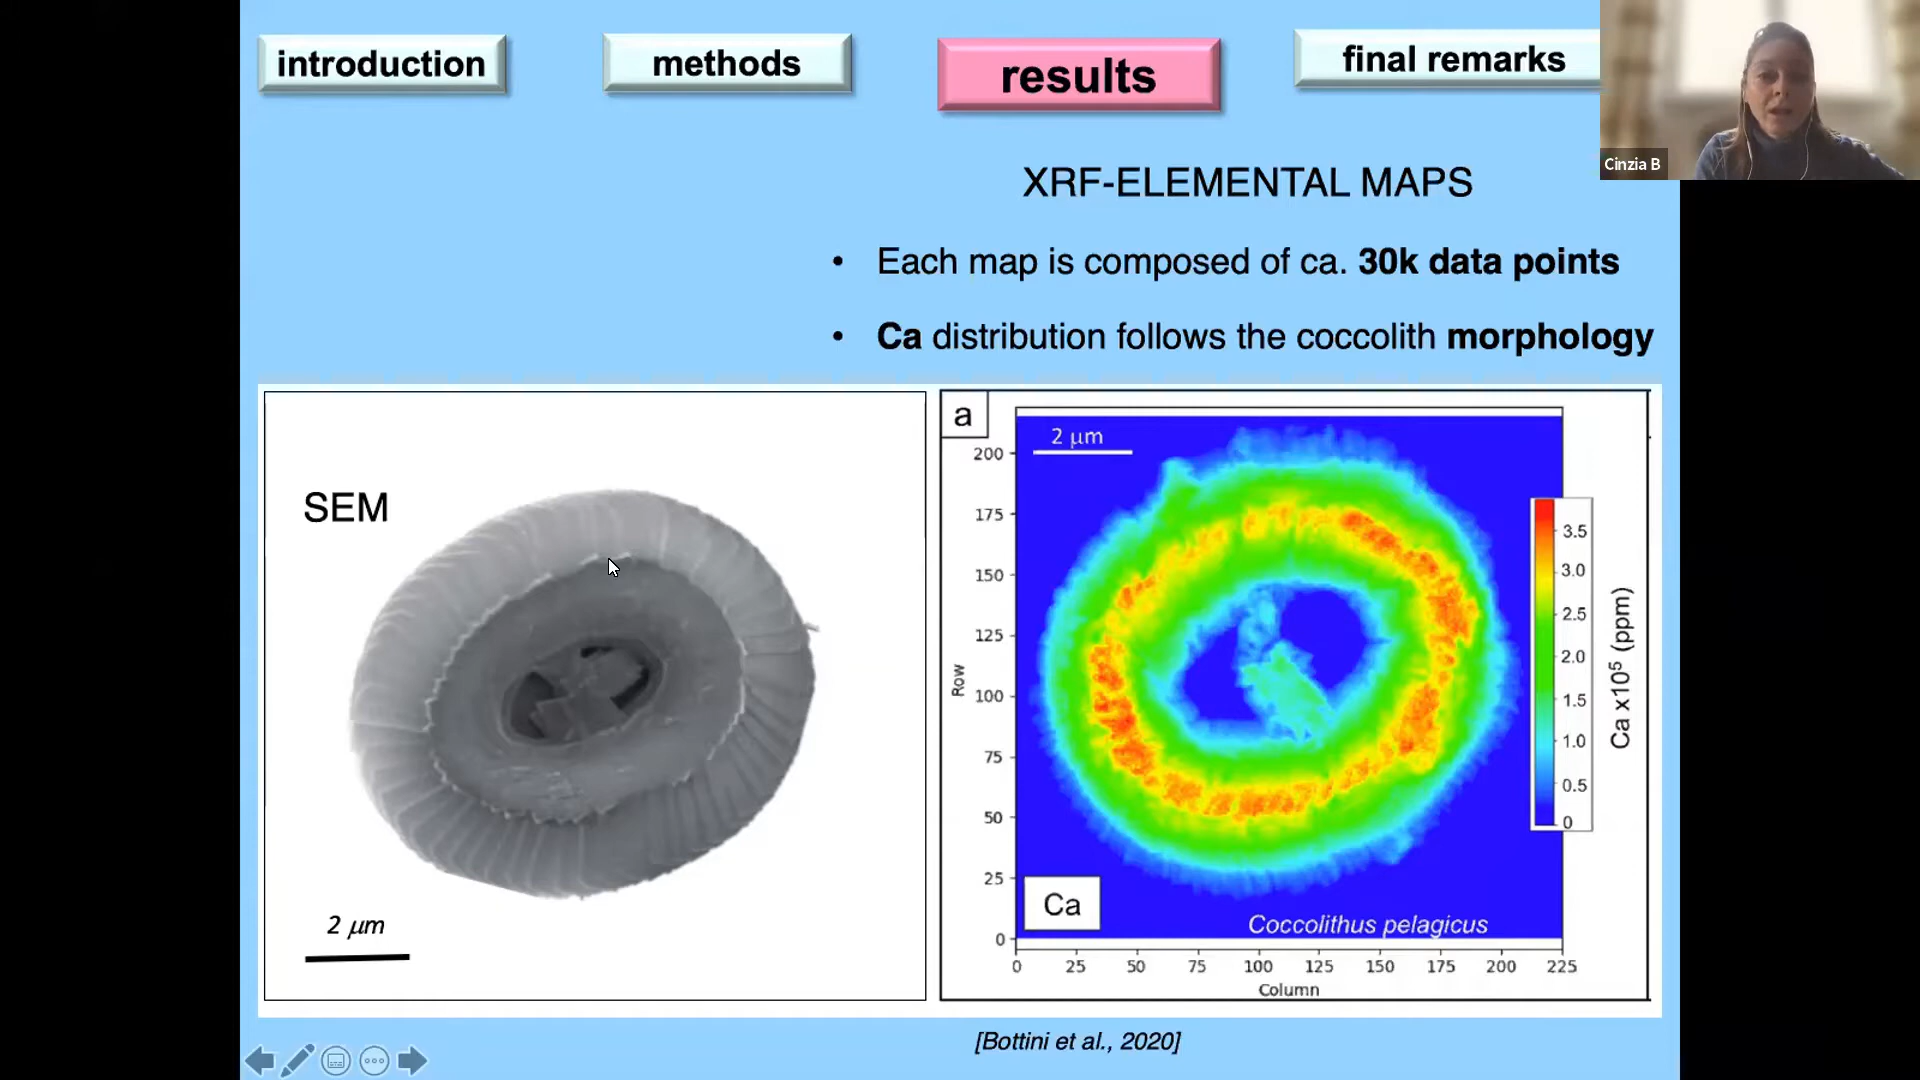 introduction
methods
results
final remarks
Cinzia B
XRF-ELEMENTAL MAPS
• Each map is composed of ca. 30k data points
• Ca distribution follows the coccolith morphology
SEM
2 μm
a
2 μm
200
175
150
125
100
75
50
25
0
Row
0 25 50 75 100 125 150 175 200 225
Column
Ca
Coccolithus pelagicus
3.5
3.0
2.5
2.0
1.5
1.0
0.5
0
Ca x10⁵ (ppm)
[Bottini et al., 2020]